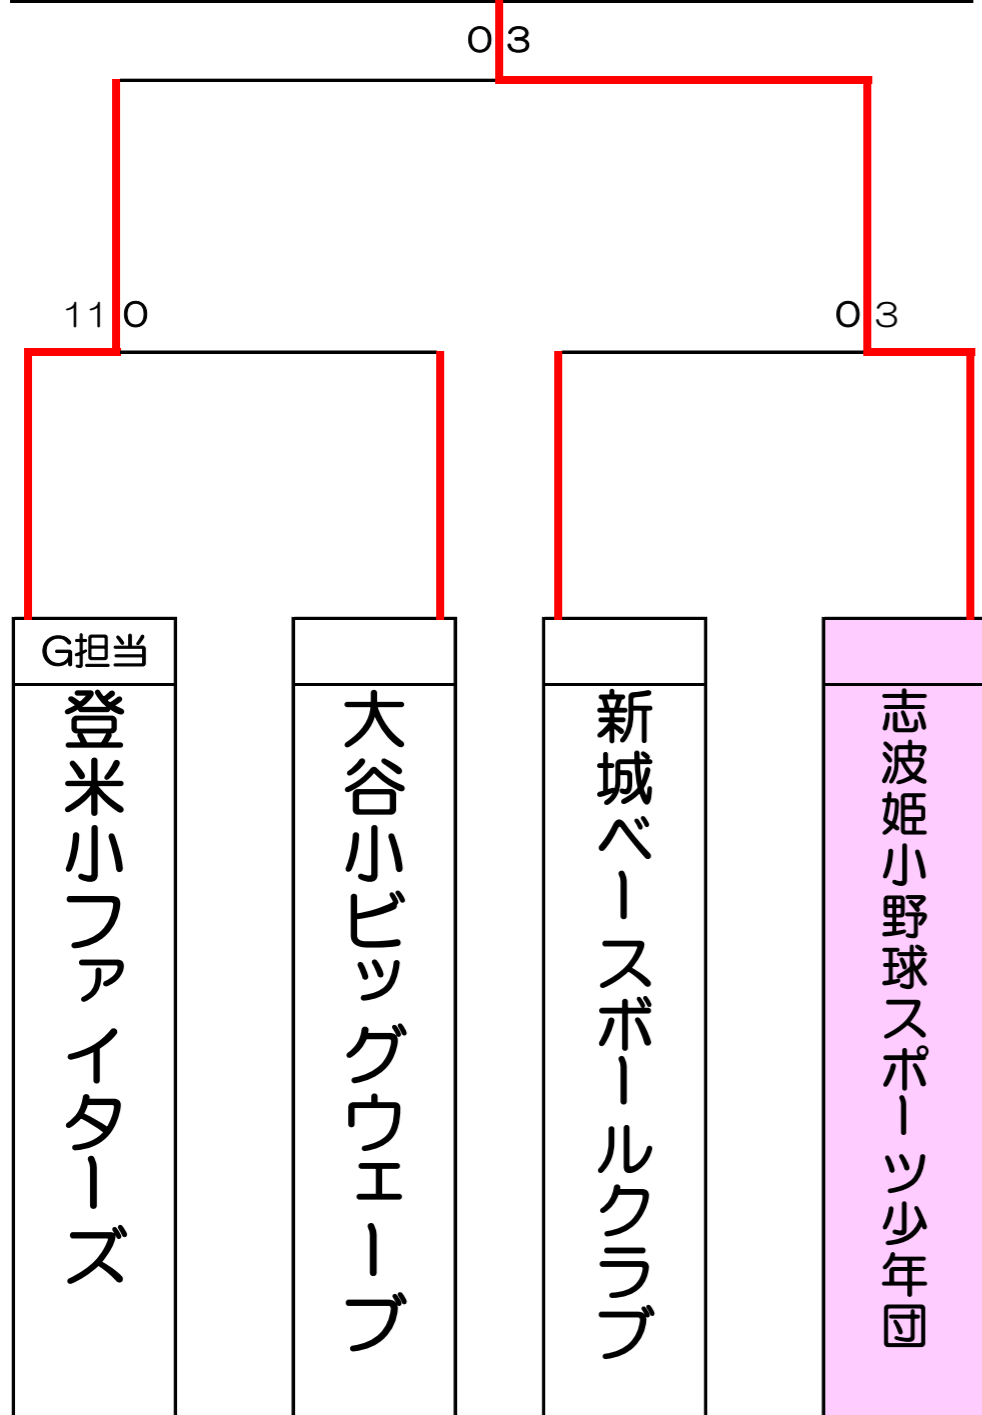 0 3
11 0
0 3
G担当
登米小ファイターズ
大谷小ビッグウェーブ
新城ベースボールクラブ
志波姫小野球スポーツ少年団